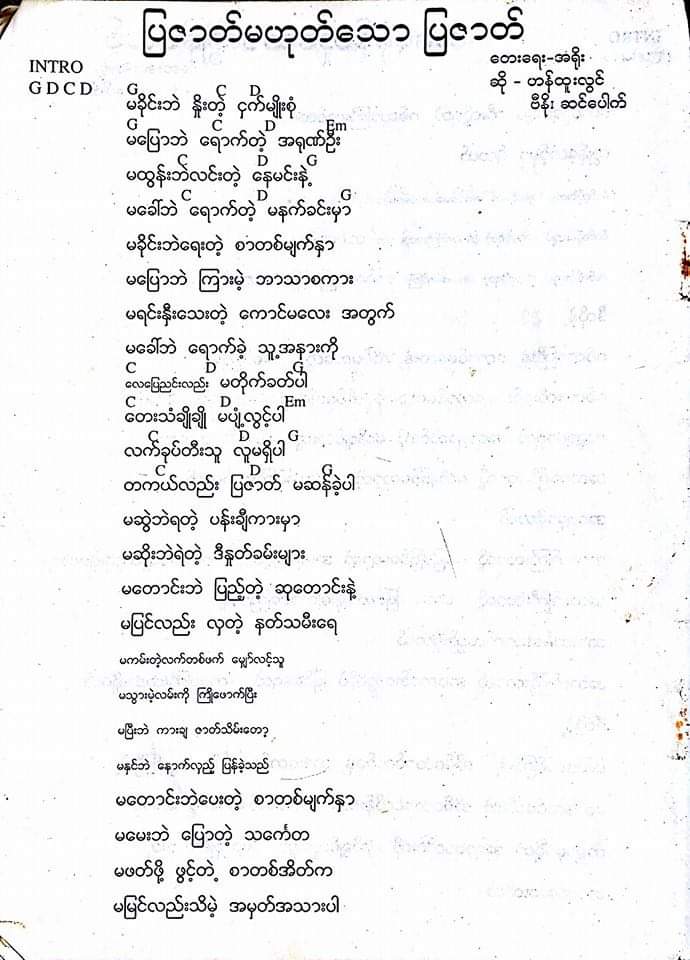 ပြဇာတ်မဟုတ်သော ပြဇာတ်
တေးရေး-အရိုး
INTRO
ဆို - ဟန်ထူးလွင်
G D C D
ဗီနိုး ဆင်ပေါက်
G C D
မခိုင်းဘဲ နှိုးတဲ့ ငှက်မျိုးစုံ
G C D Em
မပြောဘဲ ရောက်တဲ့ အရုဏ်ဦး
C D G
မထွန်းဘဲလင်းတဲ့ နေမင်းနဲ့
C D G
မခေါ်ဘဲ ရောက်တဲ့ မနက်ခင်းမှာ
မခိုင်းဘဲရေးတဲ့ စာတစ်မျက်နှာ
မပြောဘဲ ကြားမဲ့ ဘာသာစကား
မရင်းနှီးသေးတဲ့ ကောင်မလေး အတွက်
မခေါ်ဘဲ ရောက်ခဲ့ သူ့အနားကို
C D G
လေပြေညင်းလည်း မတိုက်ခတ်ပါ
C D Em
တေးသံချိုချို မပျံ့လွင့်ပါ
C D G
လက်ခုပ်တီးသူ လူမရှိပါ
C D G
တကယ်လည်း ပြဇာတ် မဆန်ခဲ့ပါ
မဆွဲဘဲရတဲ့ ပန်းချီကားမှာ
မဆိုးဘဲရဲတဲ့ ဒီနှုတ်ခမ်းများ
မတောင်းဘဲ ပြည့်တဲ့ ဆုတောင်းနဲ့
မပြင်လည်း လှတဲ့ နတ်သမီးရေ
မကမ်းတဲ့လက်တစ်ဖက် မျှော်လင့်သူ
မသွားမဲ့လမ်းကို ကြိုဖောက်ပြီး
မပြီးဘဲ ကားချ ဇာတ်သိမ်းတော့
မနှင်ဘဲ နောက်လှည့် ပြန်ခဲ့သည်
မတောင်းဘဲပေးတဲ့ စာတစ်မျက်နှာ
မမေးဘဲ ပြောတဲ့ သင်္ကေတ
မဖတ်ဖို့ ဖွင့်တဲ့ စာတစ်အိတ်က
မမြင်လည်းသိမဲ့ အမှတ်အသားပါ